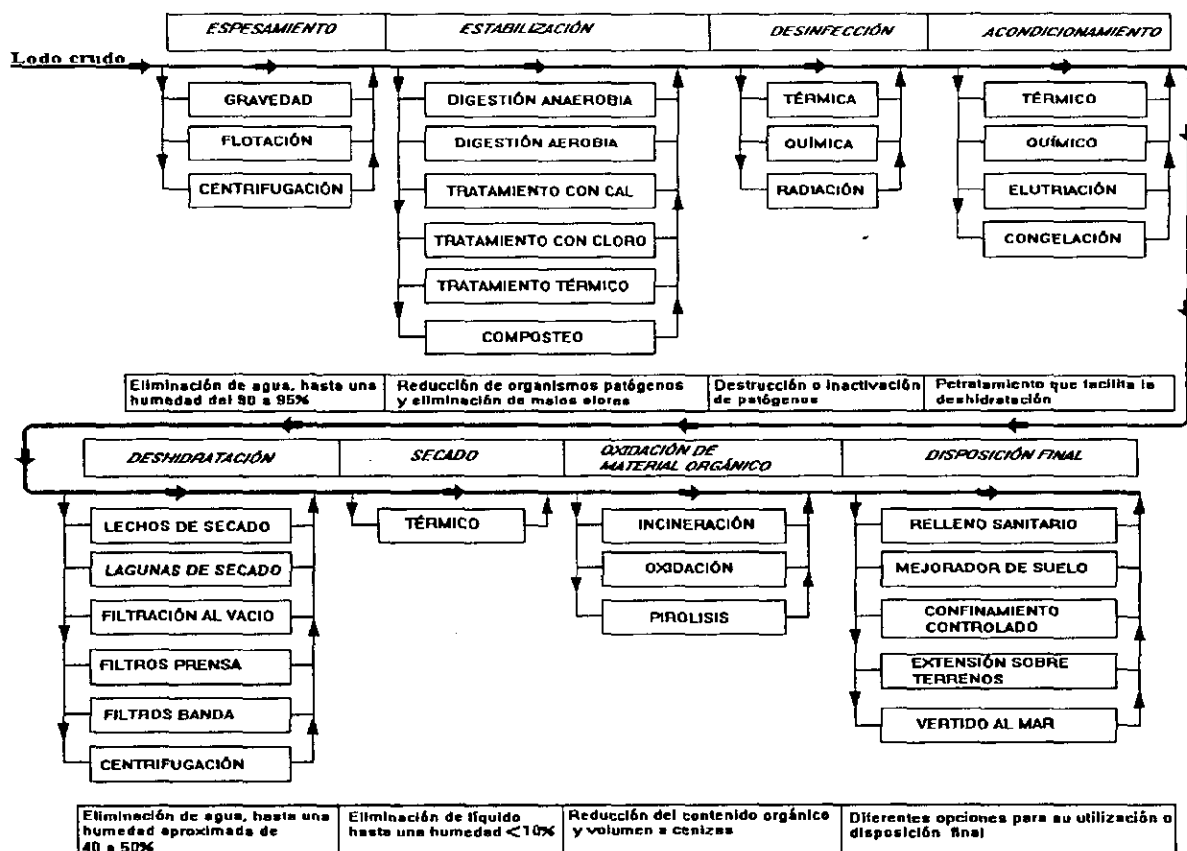 ESPESAMIENTO
ESTABILIZACIÓN
DESINFECCIÓN
ACONDICIONAMIENTO
Lodo crudo
GRAVEDAD
FLOTACIÓN
CENTRIFUGACIÓN
DIGESTIÓN ANAEROBIA
DIGESTIÓN AEROBIA
TRATAMIENTO CON CAL
TRATAMIENTO CON CLORO
TRATAMIENTO TÉRMICO
COMPOSTEO
TÉRMICA
QUÍMICA
RADIACIÓN
TÉRMICO
QUÍMICO
ELUTRIACIÓN
CONGELACIÓN
Eliminación de agua, hasta una
humedad del 90 a 95%
Reducción de organismos patógenos
y eliminación de malos olores
Destrucción o inactivación
de patógenos
Petratamiento que facilita la
deshidratación
DESHIDRATACIÓN
SECADO
OXIDACIÓN DE
MATERIAL ORGÁNICO
DISPOSICIÓN FINAL
LECHOS DE SECADO
LAGUNAS DE SECADO
FILTRACIÓN AL VACIO
FILTROS PRENSA
FILTROS BANDA
CENTRIFUGACIÓN
TÉRMICO
INCINERACIÓN
OXIDACIÓN
PIROLISIS
RELLENO SANITARIO
MEJORADOR DE SUELO
CONFINAMIENTO
CONTROLADO
EXTENSIÓN SOBRE
TERRENOS
VERTIDO AL MAR
Eliminación de agua, hasta una
humedad aproximada de
40 a 50%
Eliminación de líquido
hasta una humedad <10%
Reducción del contenido orgánico
y volumen a cenizas
Diferentes opciones para su utilización o
disposición final